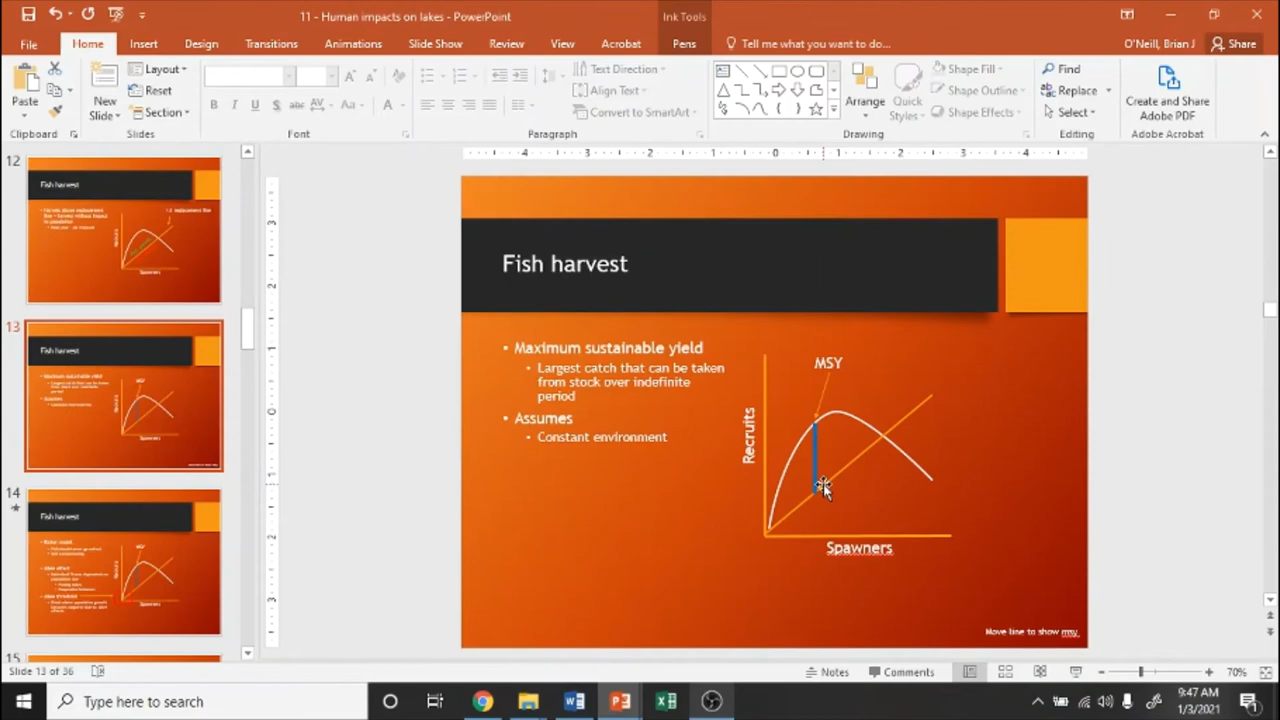 11 - Human impacts on lakes - PowerPoint
Ink Tools
File
Home
Insert
Design
Transitions
Animations
Slide Show
Review
View
Acrobat
Pens
Tell me what you want to do...
O'Neill, Brian J
Share
Paste
New
Slide
Layout
Reset
Section
Text Direction
Align Text
Convert to SmartArt
Arrange
Quick
Styles
Shape Fill
Shape Outline
Shape Effects
Find
Replace
Select
Create and Share
Adobe PDF
Clipboard
Slides
Font
Paragraph
Drawing
Editing
Adobe Acrobat
12
Fish harvest
13
Fish harvest
14
Fish harvest
15
Fish harvest
• Maximum sustainable yield
• Largest catch that can be taken
from stock over indefinite
period
• Assumes
• Constant environment
MSY
Recruits
Spawners
Move line to show msy.
Slide 13 of 36
Notes
Comments
70%
Type here to search
9:47 AM
1/3/2021